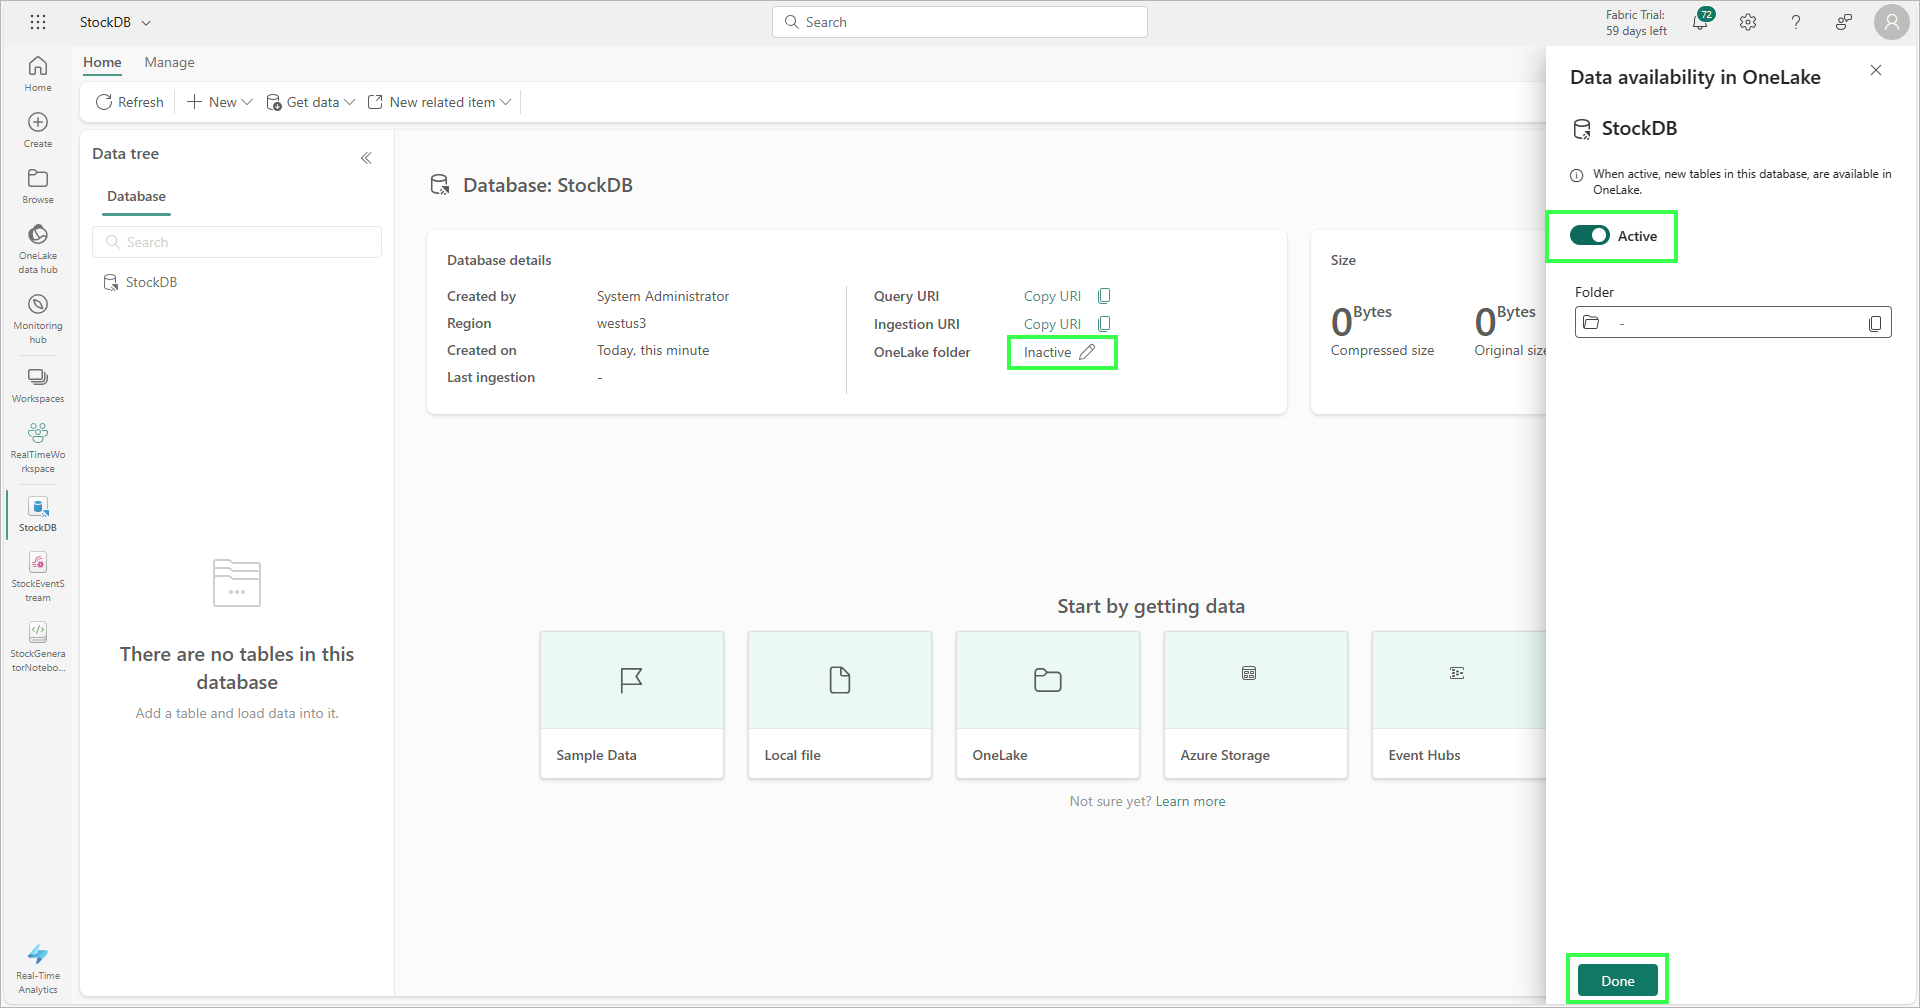 StockDB
Search
Fabric Trial:
59 days left
72
?
Home
Manage
Refresh
New
Get data
New related item
Home
Create
Browse
OneLake
data hub
Monitoring
hub
Workspaces
RealTimeWo
rkspace
StockDB
StockEventS
tream
StockGenera
torNotebo...
Real-Time
Analytics
Data tree
Database
Search
StockDB
There are no tables in this
database
Add a table and load data into it.
Database: StockDB
Database details
Created by System Administrator
Region westus3
Created on Today, this minute
Last ingestion -
Query URI Copy URI
Ingestion URI Copy URI
OneLake folder Inactive
Size
0 Bytes
Compressed size
0 Bytes
Original size
Start by getting data
Sample Data
Local file
OneLake
Azure Storage
Event Hubs
Not sure yet? Learn more
Data availability in OneLake
StockDB
When active, new tables in this database, are available in
OneLake.
Active
Folder
-
Done